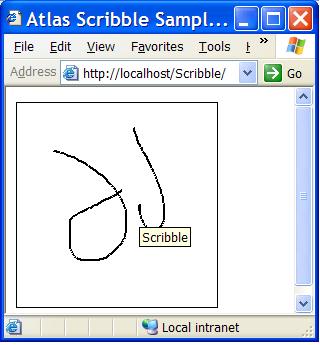 Atlas Scribble Sampl...
File Edit View Favorites Tools H »
Address http://localhost/Scribble/ Go
Scribble
Local intranet